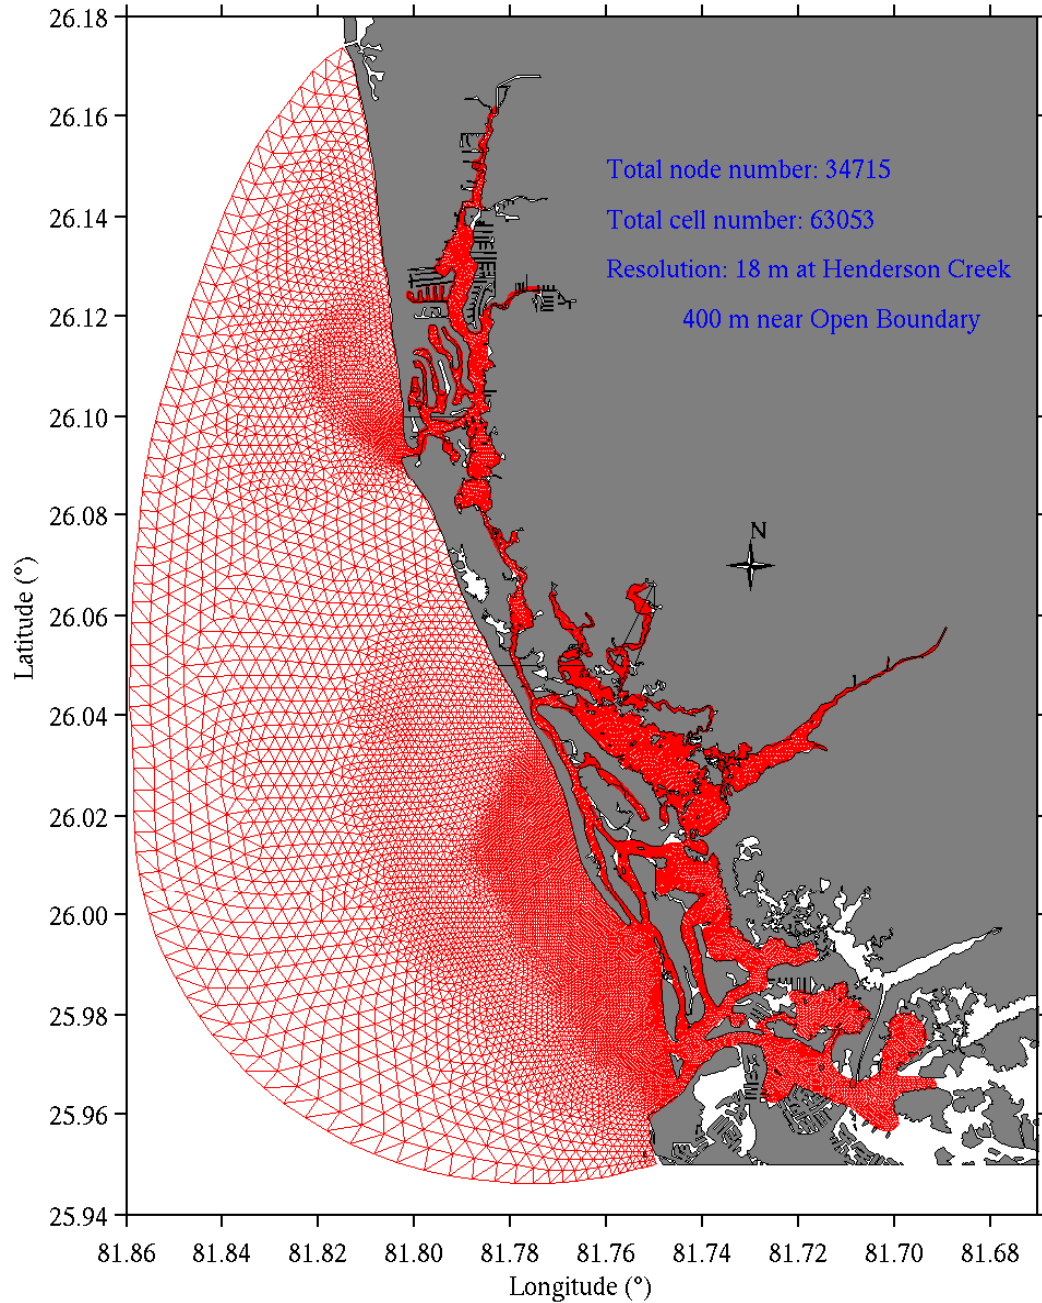 26.18
26.16
26.14
26.12
26.10
26.08
26.06
26.04
26.02
26.00
25.98
25.96
25.94
Latitude (°)
Total node number: 34715
Total cell number: 63053
Resolution: 18 m at Henderson Creek
400 m near Open Boundary
N
81.86 81.84 81.82 81.80 81.78 81.76 81.74 81.72 81.70 81.68
Longitude (°)